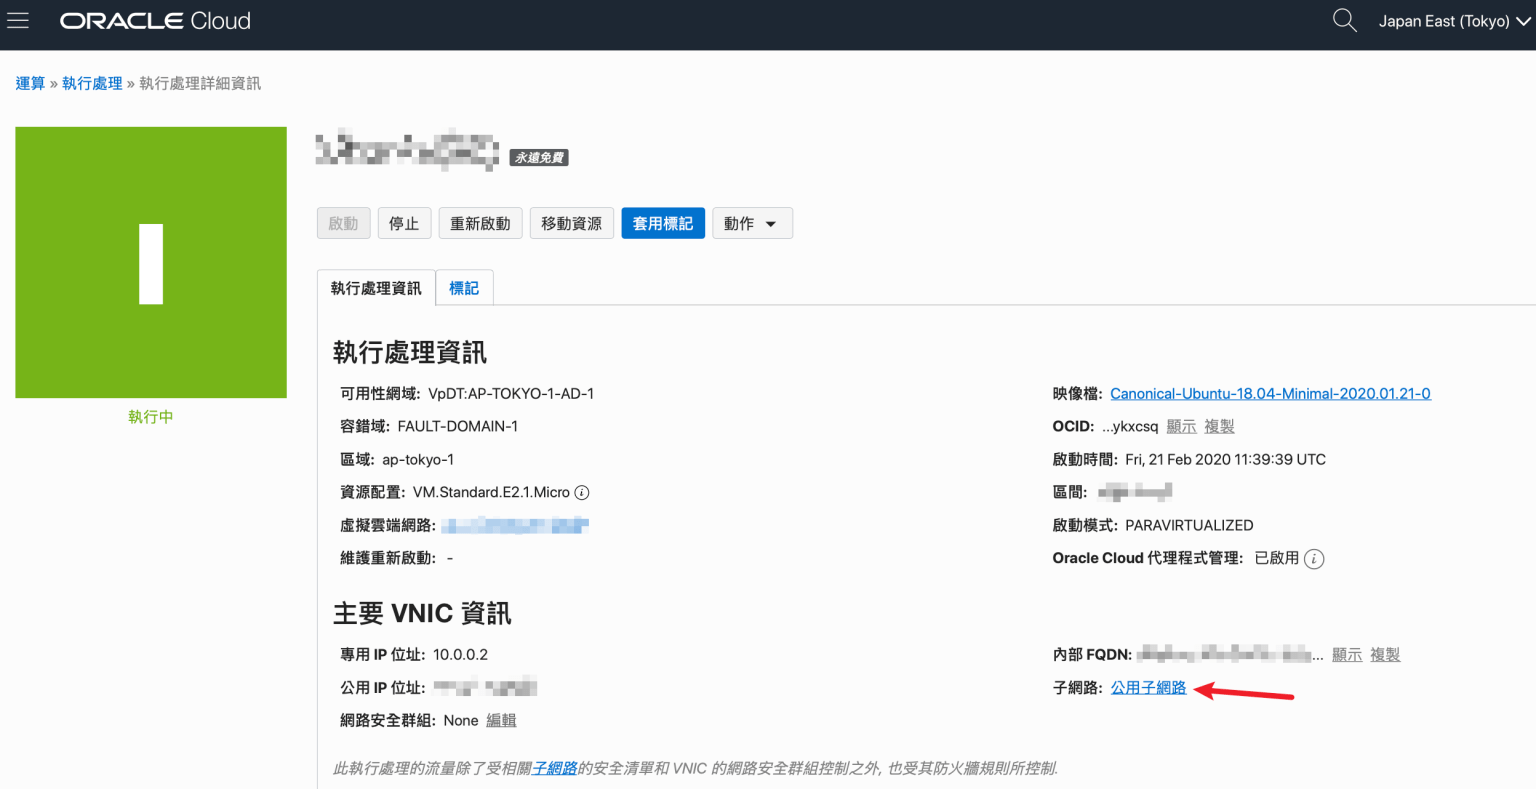 ORACLE Cloud
Japan East (Tokyo)
運算 » 執行處理 » 執行處理詳細資訊
永遠免費
啟動 停止 重新啟動 移動資源 套用標記 動作
執行處理資訊 標記
執行處理資訊
可用性網域: VpDT:AP-TOKYO-1-AD-1
容錯域: FAULT-DOMAIN-1
區域: ap-tokyo-1
資源配置: VM.Standard.E2.1.Micro
虛擬雲端網路:
維護重新啟動: -
映像檔: Canonical-Ubuntu-18.04-Minimal-2020.01.21-0
OCID: ...ykxcsq 顯示 複製
啟動時間: Fri, 21 Feb 2020 11:39:39 UTC
區間:
啟動模式: PARAVIRTUALIZED
Oracle Cloud 代理程式管理: 已啟用
執行中
主要 VNIC 資訊
專用 IP 位址: 10.0.0.2
公用 IP 位址:
網路安全群組: None 編輯
內部 FQDN: ... 顯示 複製
子網路: 公用子網路
此執行處理的流量除了受相關子網路的安全清單和 VNIC 的網路安全群組控制之外, 也受其防火牆規則所控制.